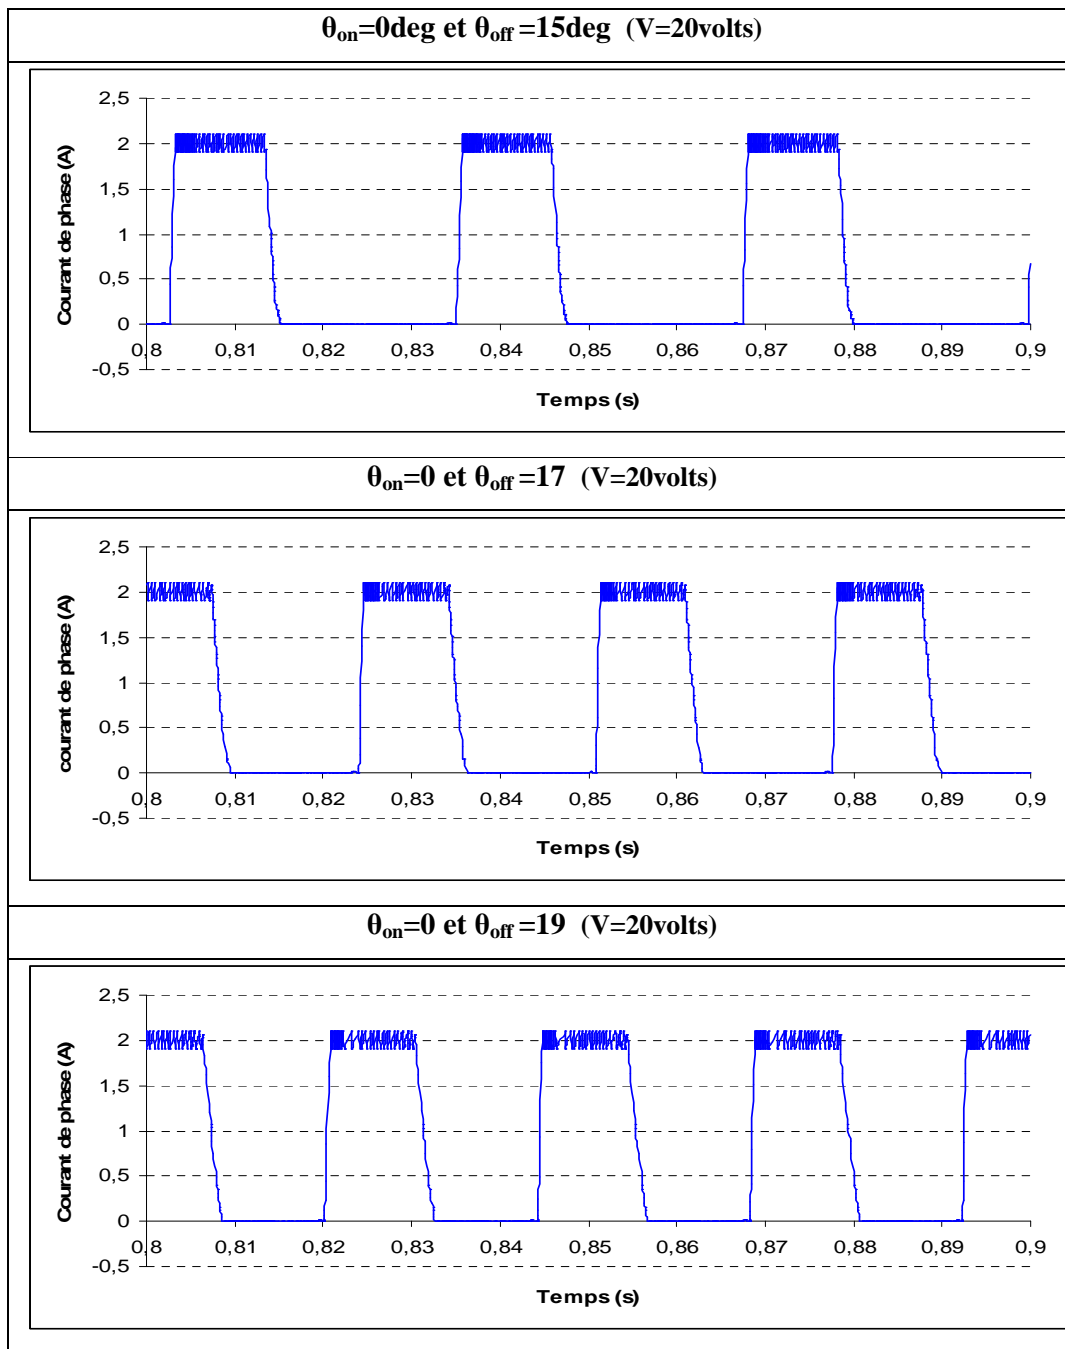 θon=0deg et θoff =15deg (V=20volts)
2,5
2
1,5
1
0,5
0
-0,5
Courant de phase (A)
0,8 0,81 0,82 0,83 0,84 0,85 0,86 0,87 0,88 0,89 0,9
Temps (s)
θon=0 et θoff =17 (V=20volts)
2,5
2
1,5
1
0,5
0
-0,5
courant de phase (A)
0,8 0,81 0,82 0,83 0,84 0,85 0,86 0,87 0,88 0,89 0,9
Temps (s)
θon=0 et θoff =19 (V=20volts)
2,5
2
1,5
1
0,5
0
-0,5
Courant de phase (A)
0,8 0,81 0,82 0,83 0,84 0,85 0,86 0,87 0,88 0,89 0,9
Temps (s)